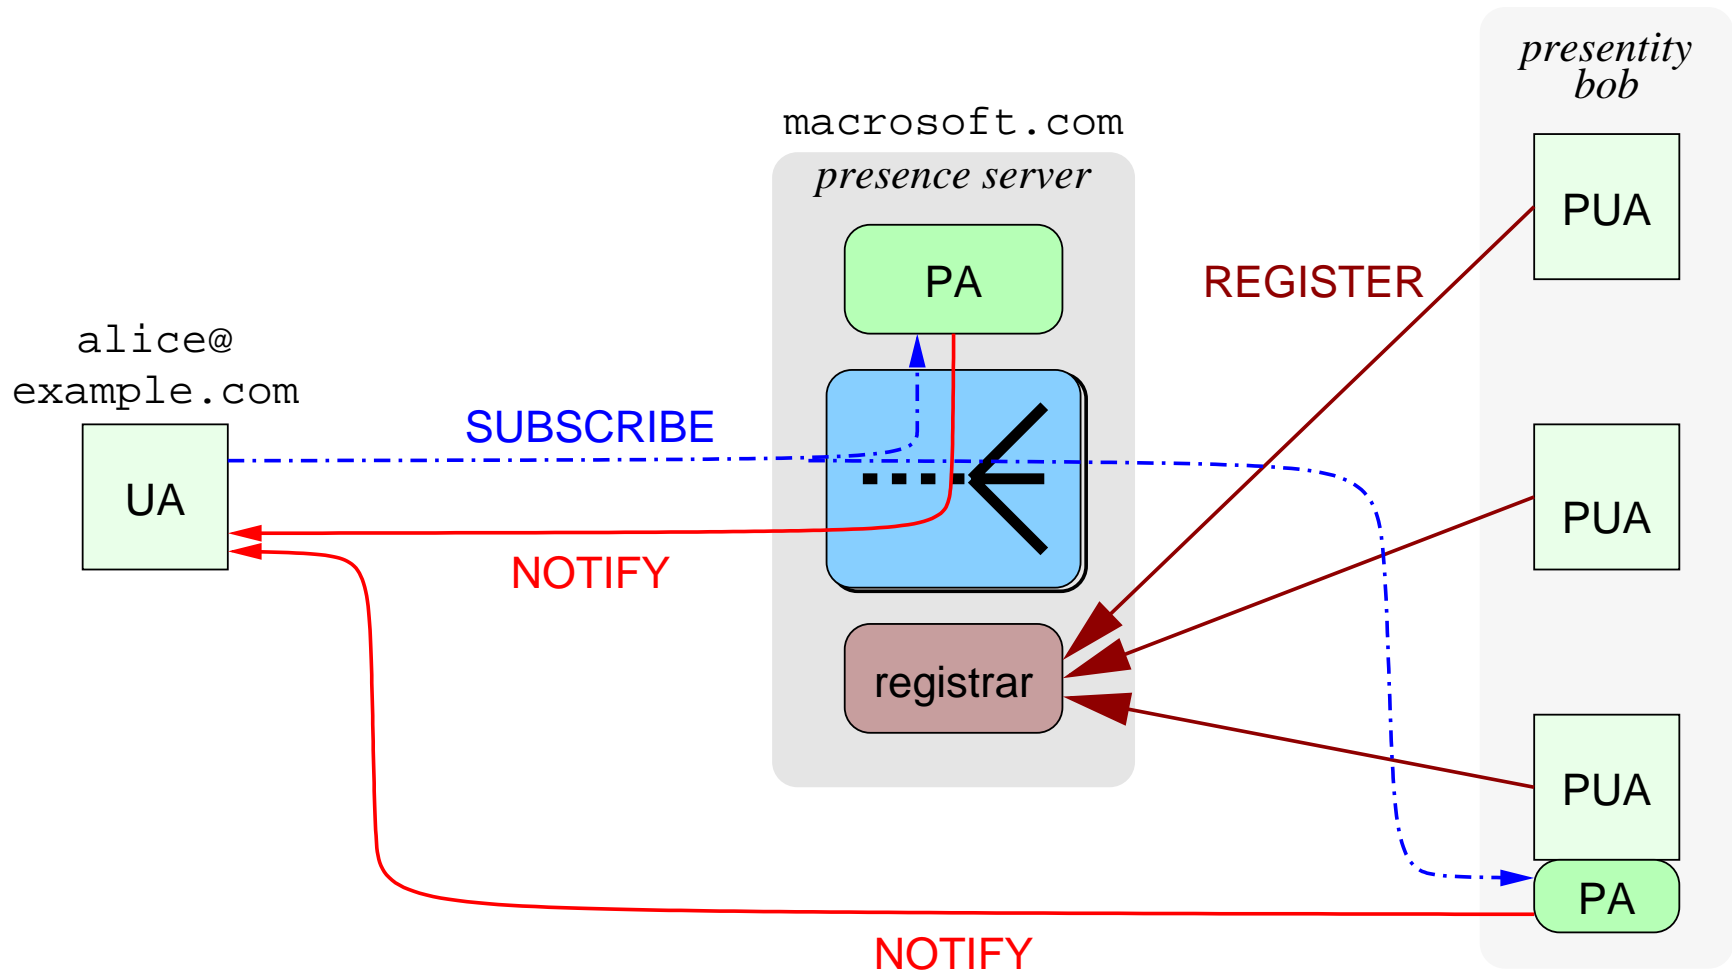 presentity
bob
macrosoft.com
presence server
PUA
PA
REGISTER
alice@
example.com
SUBSCRIBE
UA
PUA
NOTIFY
registrar
PUA
PA
NOTIFY